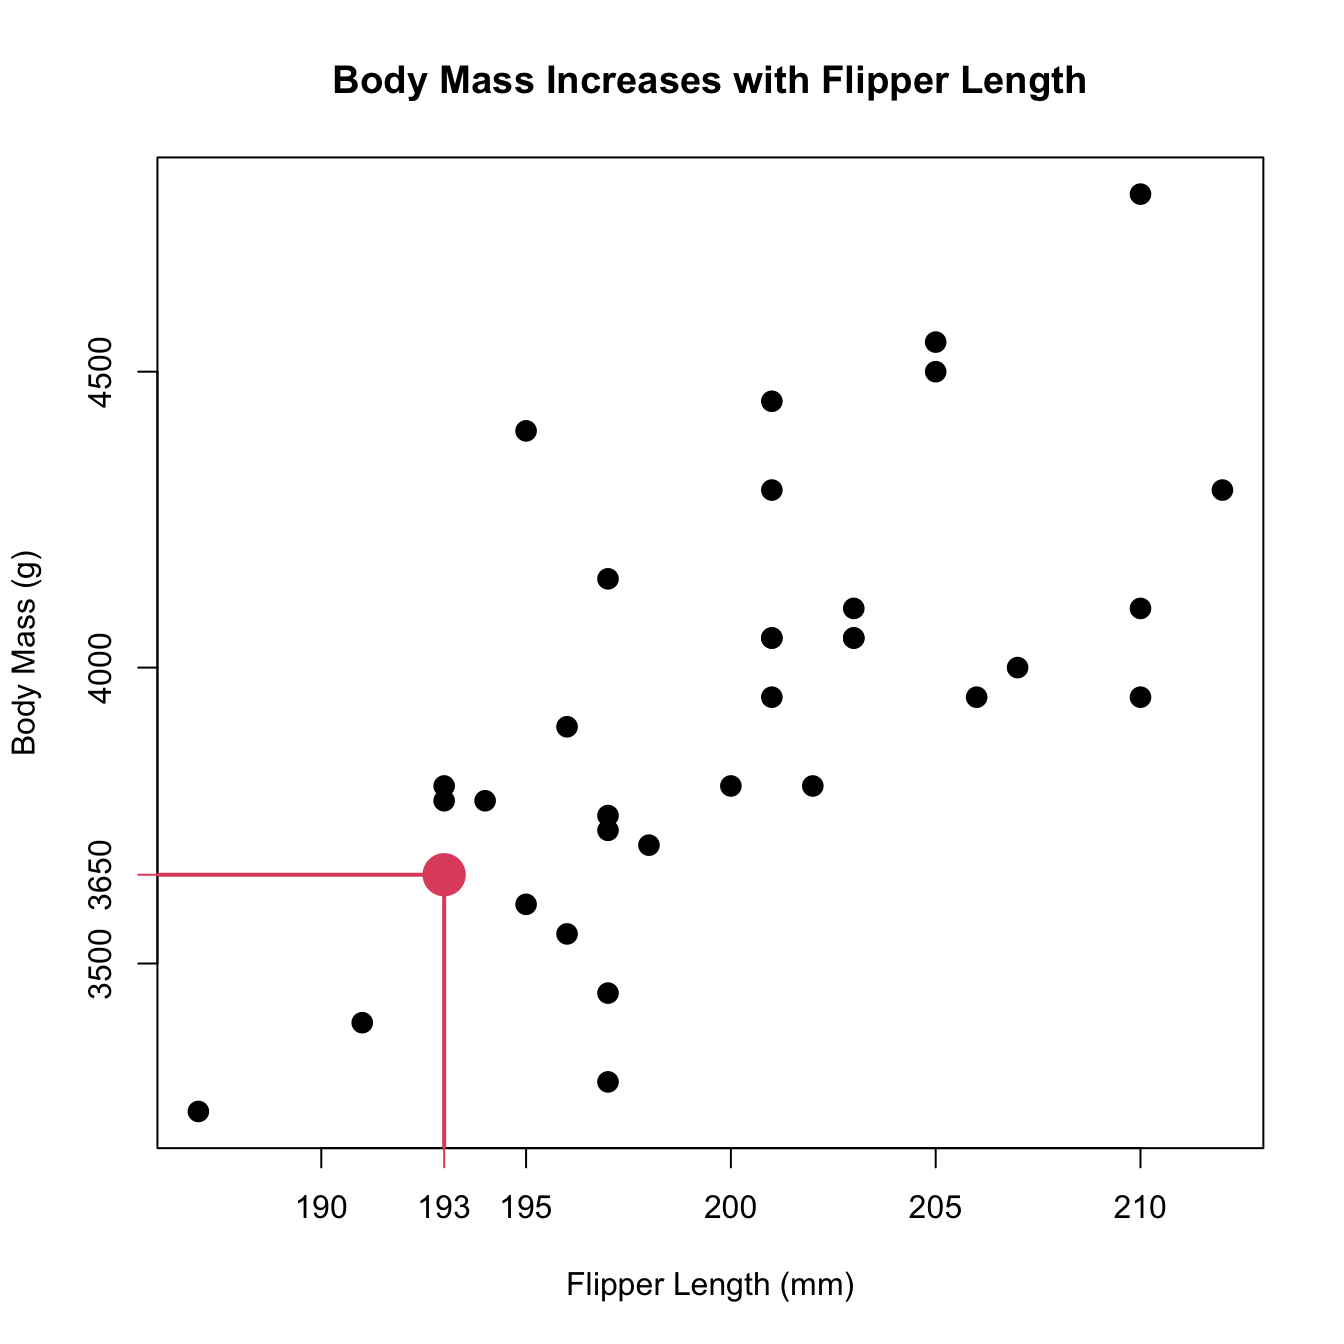 Body Mass Increases with Flipper Length
Body Mass (g)
4500
4000
3650
3500
190 193 195 200 205 210
Flipper Length (mm)